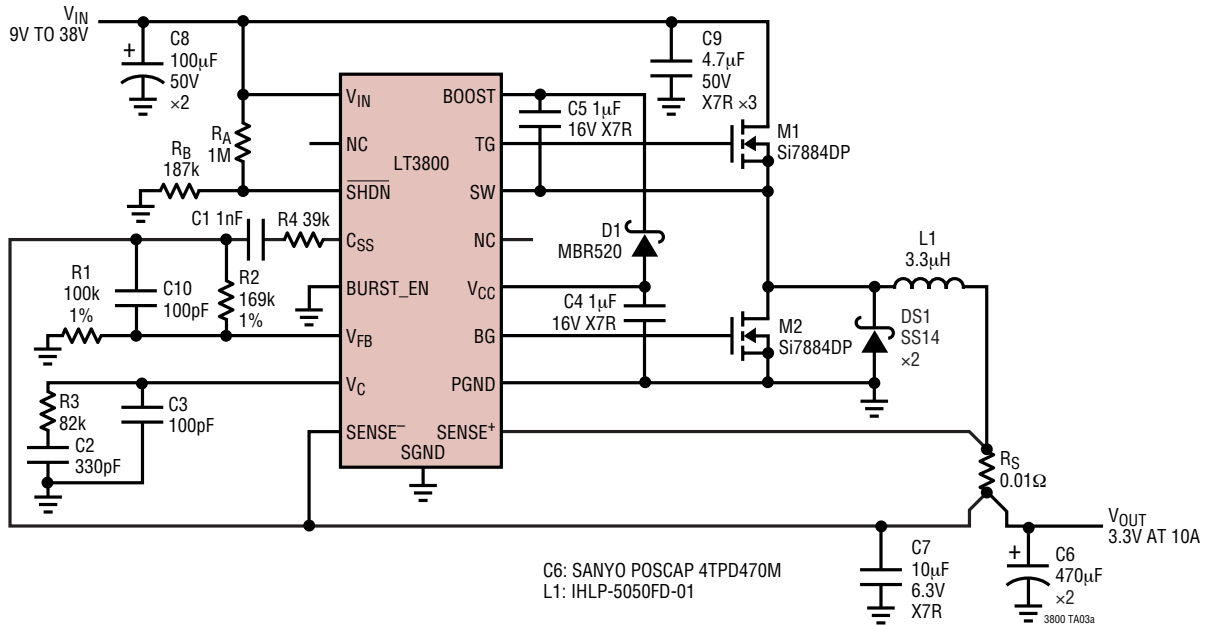 VIN
9V TO 38V
C8
100µF
50V
×2
RA
1M
RB
187k
C9
4.7µF
50V
X7R ×3
C5 1µF
16V X7R
M1
Si7884DP
LT3800
VIN
NC
SHDN
CSS
BURST_EN
VFB
VC
SENSE–
SGND
BOOST
TG
SW
NC
VCC
BG
PGND
SENSE+
C1 1nF
R4 39k
R1
100k
1%
C10
100pF
R2
169k
1%
D1
MBR520
C4 1µF
16V X7R
M2
Si7884DP
L1
3.3µH
DS1
SS14
×2
R3
82k
C2
330pF
C3
100pF
RS
0.01Ω
VOUT
3.3V AT 10A
C7
10µF
6.3V
X7R
C6
470µF
×2
C6: SANYO POSCAP 4TPD470M
L1: IHLP-5050FD-01
3800 TA03a